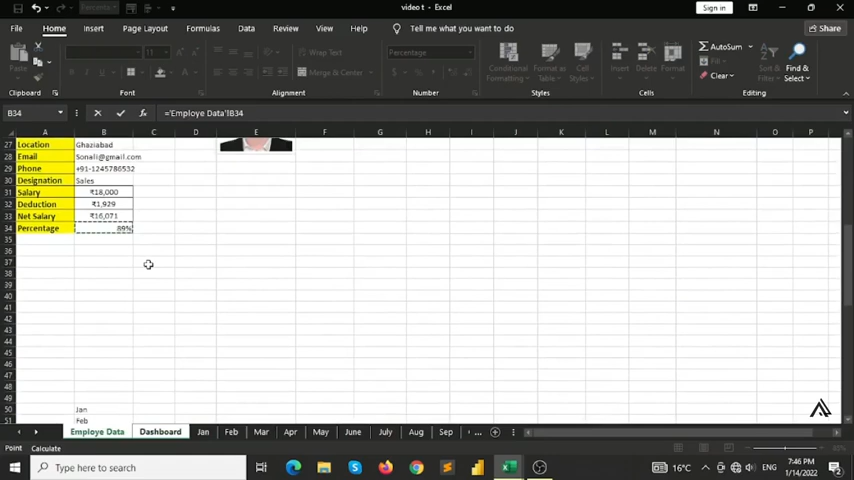 video t - Excel
Sign in
File Home Insert Page Layout Formulas Data Review View Help Tell me what you want to do Share
Paste
Percentage
Wrap Text
Merge & Center
Conditional Formatting
Format as Table
Cell Styles
Insert Delete Format
AutoSum
Fill
Clear
Sort & Filter
Find & Select
Clipboard Font Alignment Number Styles Cells Editing
B34 ='Employe Data'!B34
A B C D E F G H I J K L M N O P
27 Location Ghaziabad
28 Email Sonali@gmail.com
29 Phone +91-1245786532
30 Designation Sales
31 Salary ₹18,000
32 Deduction ₹1,929
33 Net Salary ₹16,071
34 Percentage 89%
35
36
37
38
39
40
41
42
43
44
45
46
47
48
49
50 Jan
51 Feb
Employe Data Dashboard Jan Feb Mar Apr May June July Aug Sep ...
Point Calculate
Type here to search
16°C
ENG
7:46 PM
1/14/2022
2